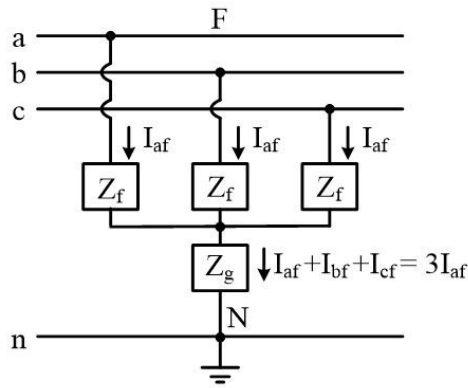 F
a
b
c
I_af I_af I_af
Z_f Z_f Z_f
Z_g I_af+I_bf+I_cf= 3I_af
N
n